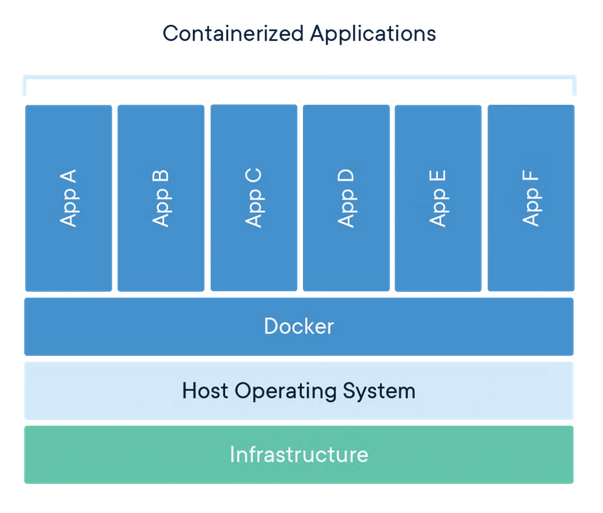 Containerized Applications
App A
App B
App C
App D
App E
App F
Docker
Host Operating System
Infrastructure